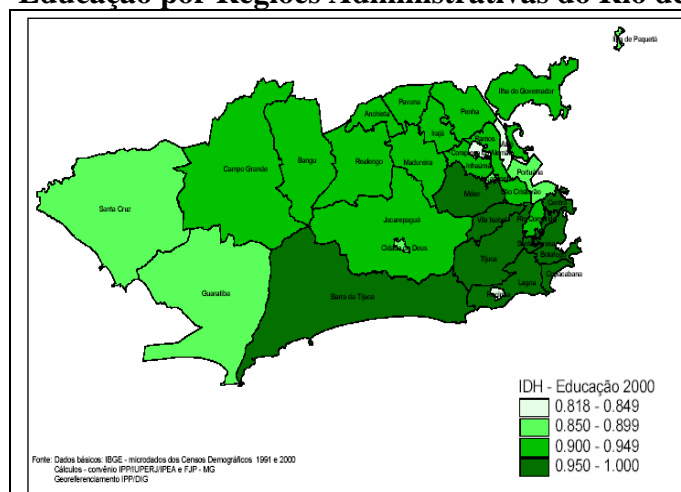 Educação por Regiões Administrativas do Rio de
Ilha de Paquetá
Ilha do Governador
Pavuna
Anchieta
Penha
Irajá
Ramos
Campo Grande
Bangu
Realengo
Madureira
Inhaúma
Portuária
Méier
São Cristóvão
Santa Cruz
Vila Isabel
Rio Comprido
Centro
Jacarepaguá
Cidade de Deus
Santa Teresa
Botafogo
Tijuca
Copacabana
Guaratiba
Barra da Tijuca
Lagoa
IDH - Educação 2000
0.818 - 0.849
0.850 - 0.899
0.900 - 0.949
0.950 - 1.000
Fonte: Dados básicos: IBGE - microdados dos Censos Demográficos 1991 e 2000
Cálculos - convênio IPP/IUPERJ/IPEA e FJP - MG
Georeferenciamento IPP/DIG